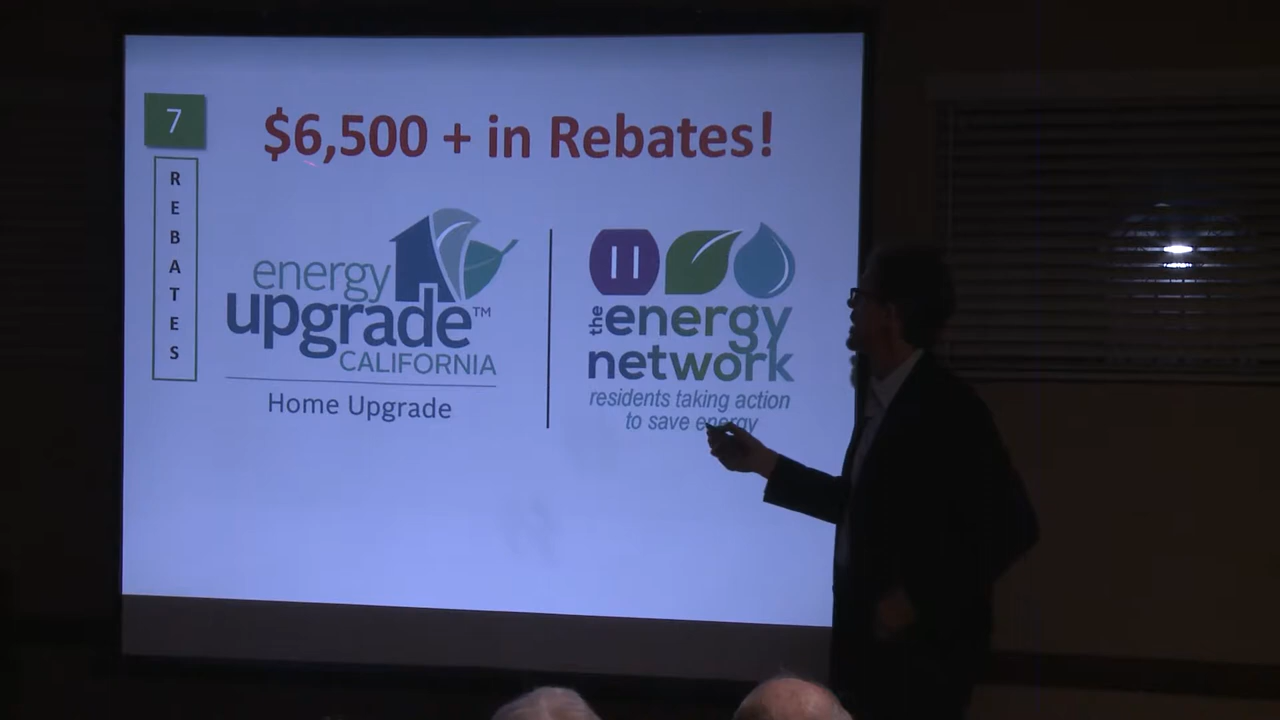 7
$6,500 + in Rebates!
REBATES
energy
upgrade™
CALIFORNIA
Home Upgrade
the energy
network
residents taking action
to save energy